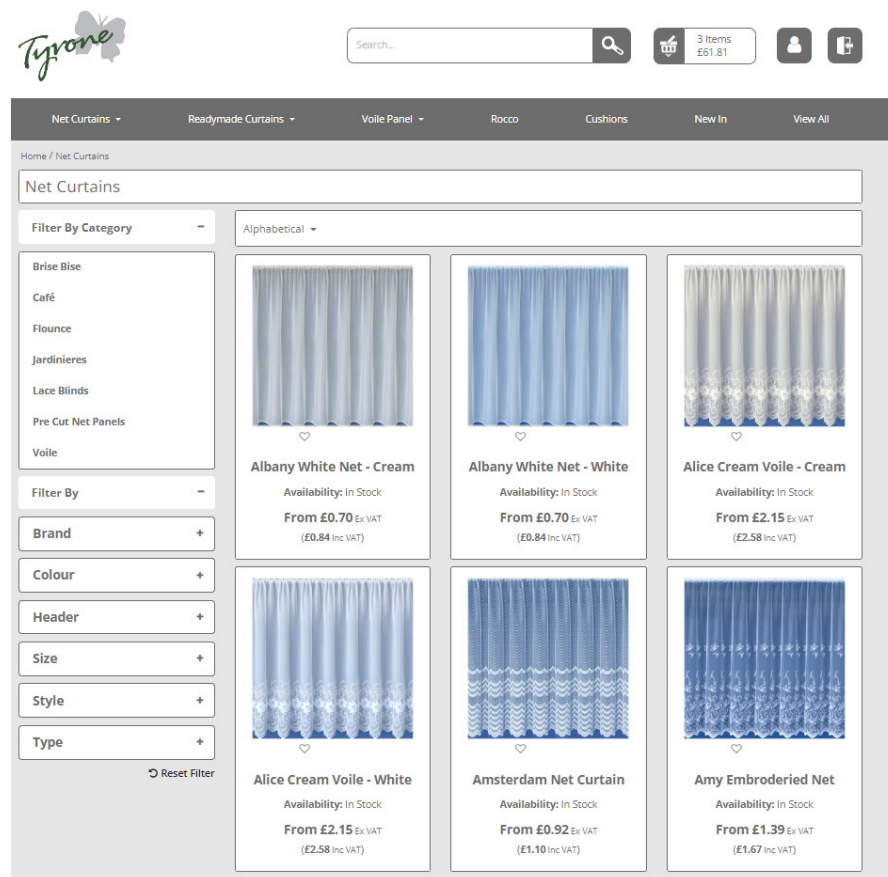 Tyrone
Search...
3 Items
£61.81
Net Curtains
Readymade Curtains
Voile Panel
Rocco
Cushions
New In
View All
Home / Net Curtains
Net Curtains
Filter By Category −
Brise Bise
Café
Flounce
Jardinieres
Lace Blinds
Pre Cut Net Panels
Voile
Filter By −
Brand +
Colour +
Header +
Size +
Style +
Type +
Reset Filter
Alphabetical
Albany White Net - Cream
Availability: In Stock
From £0.70 Ex VAT
(£0.84 Inc VAT)
Albany White Net - White
Availability: In Stock
From £0.70 Ex VAT
(£0.84 Inc VAT)
Alice Cream Voile - Cream
Availability: In Stock
From £2.15 Ex VAT
(£2.58 Inc VAT)
Alice Cream Voile - White
Availability: In Stock
From £2.15 Ex VAT
(£2.58 Inc VAT)
Amsterdam Net Curtain
Availability: In Stock
From £0.92 Ex VAT
(£1.10 Inc VAT)
Amy Embroderied Net
Availability: In Stock
From £1.39 Ex VAT
(£1.67 Inc VAT)